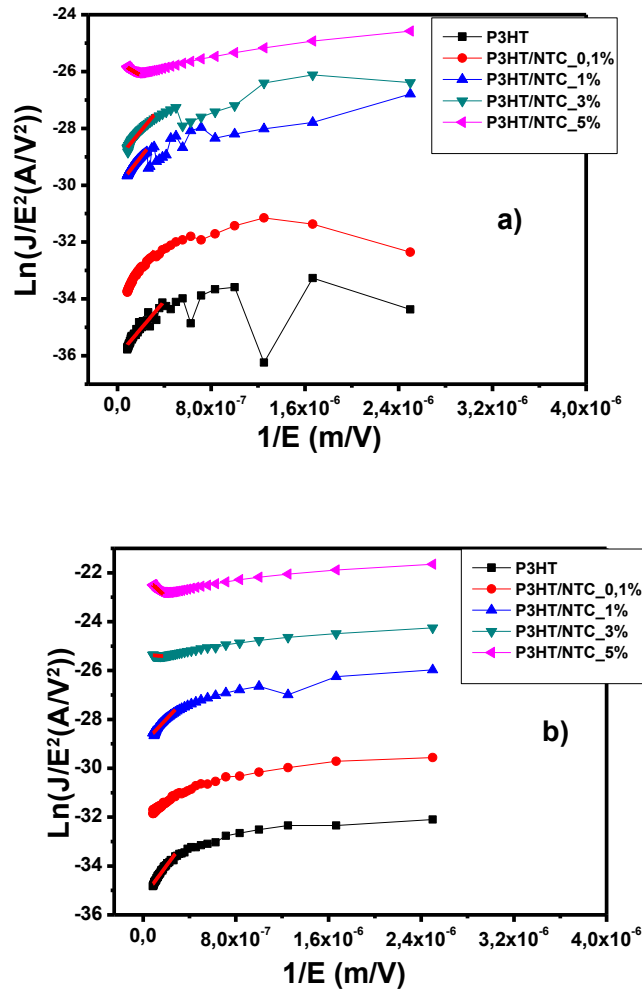 P3HT
P3HT/NTC_0,1%
P3HT/NTC_1%
P3HT/NTC_3%
P3HT/NTC_5%
-24
-26
-28
-30
-32
-34
-36
Ln(J/E²(A/V²))
a)
0,0 8,0x10⁻⁷ 1,6x10⁻⁶ 2,4x10⁻⁶ 3,2x10⁻⁶ 4,0x10⁻⁶
1/E (m/V)
P3HT
P3HT/NTC_0,1%
P3HT/NTC_1%
P3HT/NTC_3%
P3HT/NTC_5%
-22
-24
-26
-28
-30
-32
-34
-36
Ln(J/E²(A/V²))
b)
0,0 8,0x10⁻⁷ 1,6x10⁻⁶ 2,4x10⁻⁶ 3,2x10⁻⁶ 4,0x10⁻⁶
1/E (m/V)